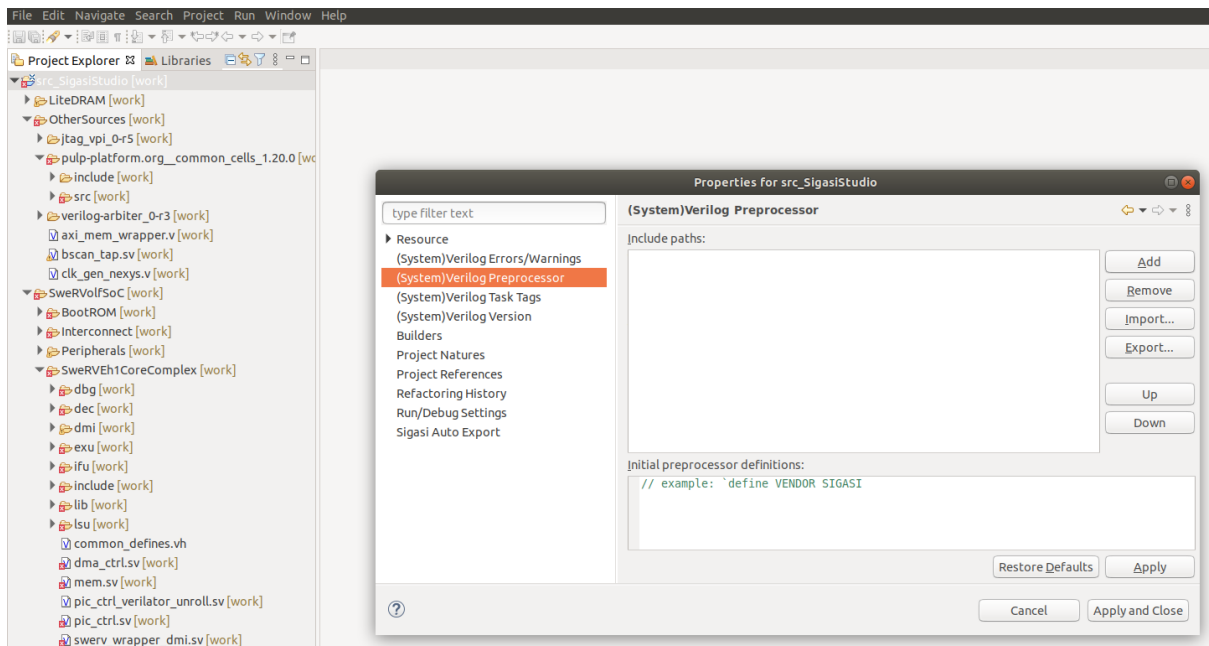 File Edit Navigate Search Project Run Window Help
Project Explorer Libraries
src_SigasiStudio [work]
LiteDRAM [work]
OtherSources [work]
jtag_vpi_0-r5 [work]
pulp-platform.org__common_cells_1.20.0 [wo
include [work]
src [work]
verilog-arbiter_0-r3 [work]
axi_mem_wrapper.v [work]
bscan_tap.sv [work]
clk_gen_nexys.v [work]
SweRVolfSoC [work]
BootROM [work]
Interconnect [work]
Peripherals [work]
SweRVEh1CoreComplex [work]
dbg [work]
dec [work]
dmi [work]
exu [work]
ifu [work]
include [work]
lib [work]
lsu [work]
common_defines.vh
dma_ctrl.sv [work]
mem.sv [work]
pic_ctrl_verilator_unroll.sv [work]
pic_ctrl.sv [work]
swerv_wrapper_dmi.sv [work]
Properties for src_SigasiStudio
type filter text
Resource
(System)Verilog Errors/Warnings
(System)Verilog Preprocessor
(System)Verilog Task Tags
(System)Verilog Version
Builders
Project Natures
Project References
Refactoring History
Run/Debug Settings
Sigasi Auto Export
(System)Verilog Preprocessor
Include paths:
Add
Remove
Import...
Export...
Up
Down
Initial preprocessor definitions:
// example: `define VENDOR SIGASI
Restore Defaults Apply
Cancel Apply and Close